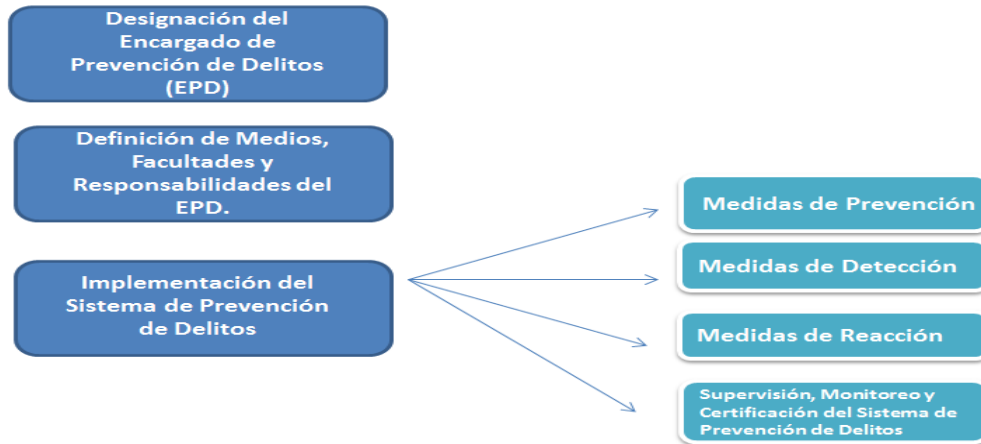 Designación del
Encargado de
Prevención de Delitos
(EPD)
Definición de Medios,
Facultades y
Responsabilidades del
EPD.
Implementación del
Sistema de Prevención
de Delitos
Medidas de Prevención
Medidas de Detección
Medidas de Reacción
Supervisión, Monitoreo y
Certificación del Sistema de
Prevención de Delitos